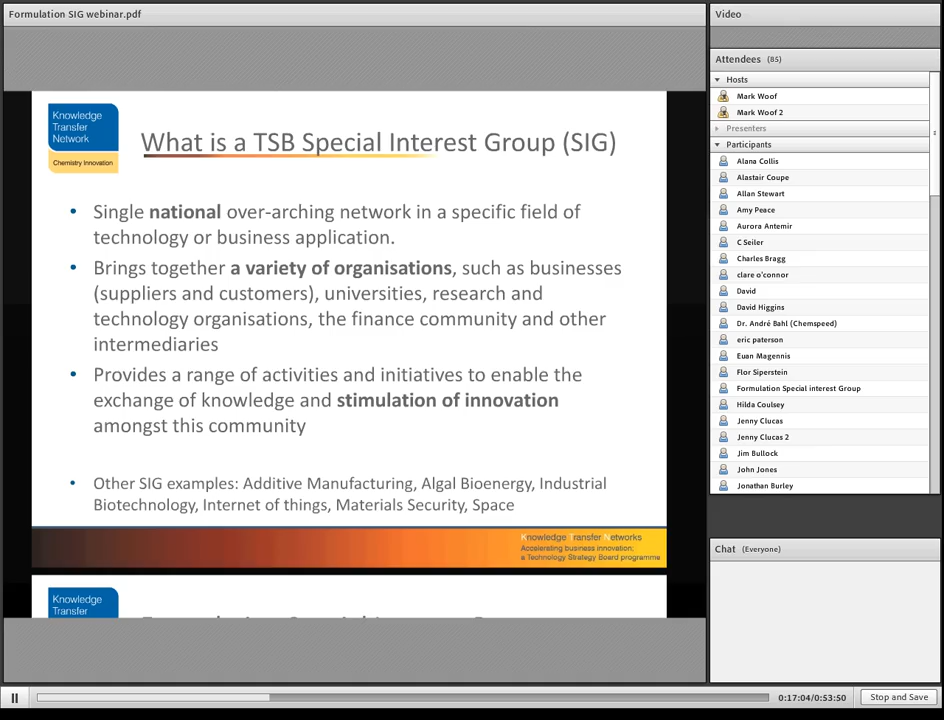 Formulation SIG webinar.pdf
Knowledge
Transfer
Network
Chemistry Innovation
What is a TSB Special Interest Group (SIG)
• Single national over-arching network in a specific field of
technology or business application.
• Brings together a variety of organisations, such as businesses
(suppliers and customers), universities, research and
technology organisations, the finance community and other
intermediaries
• Provides a range of activities and initiatives to enable the
exchange of knowledge and stimulation of innovation
amongst this community
• Other SIG examples: Additive Manufacturing, Algal Bioenergy, Industrial
Biotechnology, Internet of things, Materials Security, Space
Knowledge Transfer Networks
Accelerating business innovation;
a Technology Strategy Board programme
Knowledge
Transfer
Video
Attendees (85)
Hosts
Mark Woof
Mark Woof 2
Presenters
Participants
Alana Collis
Alastair Coupe
Allan Stewart
Amy Peace
Aurora Antemir
C Seiler
Charles Bragg
clare o'connor
David
David Higgins
Dr. André Bahl (Chemspeed)
eric paterson
Euan Magennis
Flor Siperstein
Formulation Special interest Group
Hilda Coulsey
Jenny Clucas
Jenny Clucas 2
Jim Bullock
John Jones
Jonathan Burley
Chat (Everyone)
0:17:04/0:53:50
Stop and Save